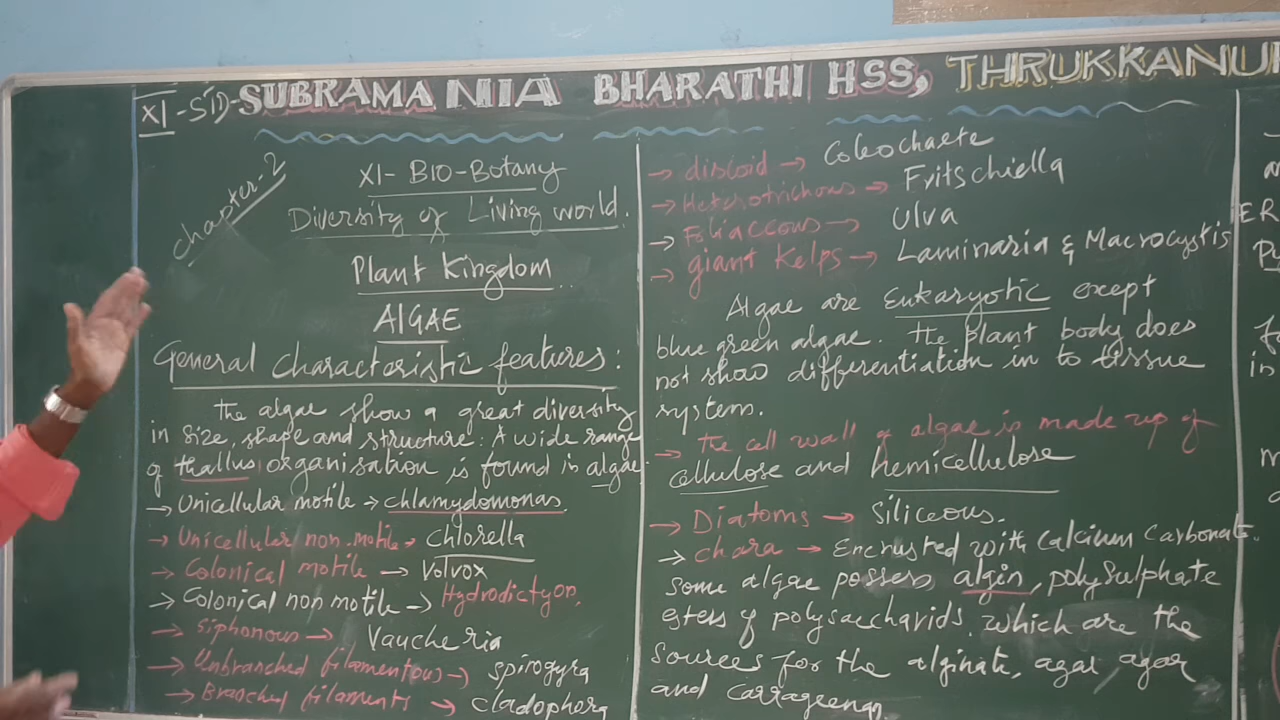 XI-STD- SUBRAMANIA BHARATHI HSS, THRUKKANU
chapter-2
XI- BIO-Botany
Diversity of Living world.
Plant Kingdom
AlGAE
General characteristic features:
the algae show a great diversity
in size, shape and structure. A wide range
of thallus organisation is found in algae.
→ Unicellular motile → chlamydomonas.
→ Unicellular non-motile → chlorella
→ Colonical motile → Volvox
→ Colonical non motile → Hydrodictyon,
→ Siphonous → Vaucheria
→ Unbranched filamentous → spirogyra
→ Branched filaments → cladophora
→ discoid → Coleochaete
→ Heterotrichous → Fritschiella
→ Foliaceous → Ulva
→ giant Kelps → Laminaria & Macrocystis
Algae are Eukaryotic except
blue green algae. The plant body does
not show differentiation in to tissue
system.
→ the cell wall of algae is made up of
cellulose and hemicellulose
→ Diatoms → Siliceous.
→ chara → Encrusted with Calcium Carbonate.
some algae possess algin, polysulphate
esters of polysaccharids, which are the
sources for the alginate, agar agar
and carrageenan
ER
in